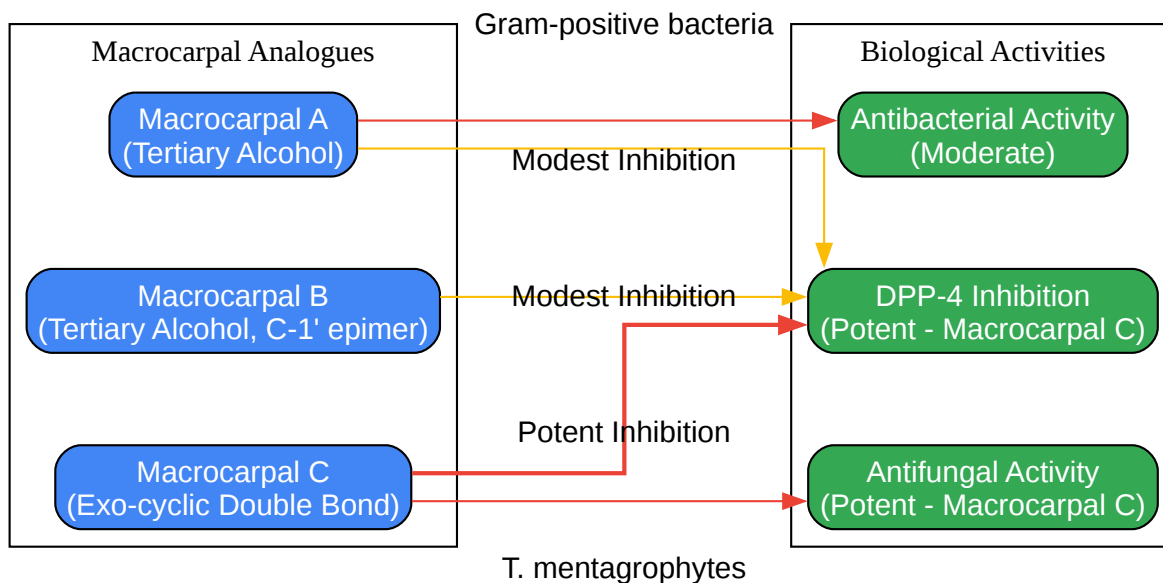 Gram-positive bacteria
Macrocarpal Analogues
Biological Activities
Macrocarpal A
(Tertiary Alcohol)
Antibacterial Activity
(Moderate)
Modest Inhibition
Macrocarpal B
(Tertiary Alcohol, C-1' epimer)
Modest Inhibition
DPP-4 Inhibition
(Potent - Macrocarpal C)
Potent Inhibition
Macrocarpal C
(Exo-cyclic Double Bond)
Antifungal Activity
(Potent - Macrocarpal C)
T. mentagrophytes